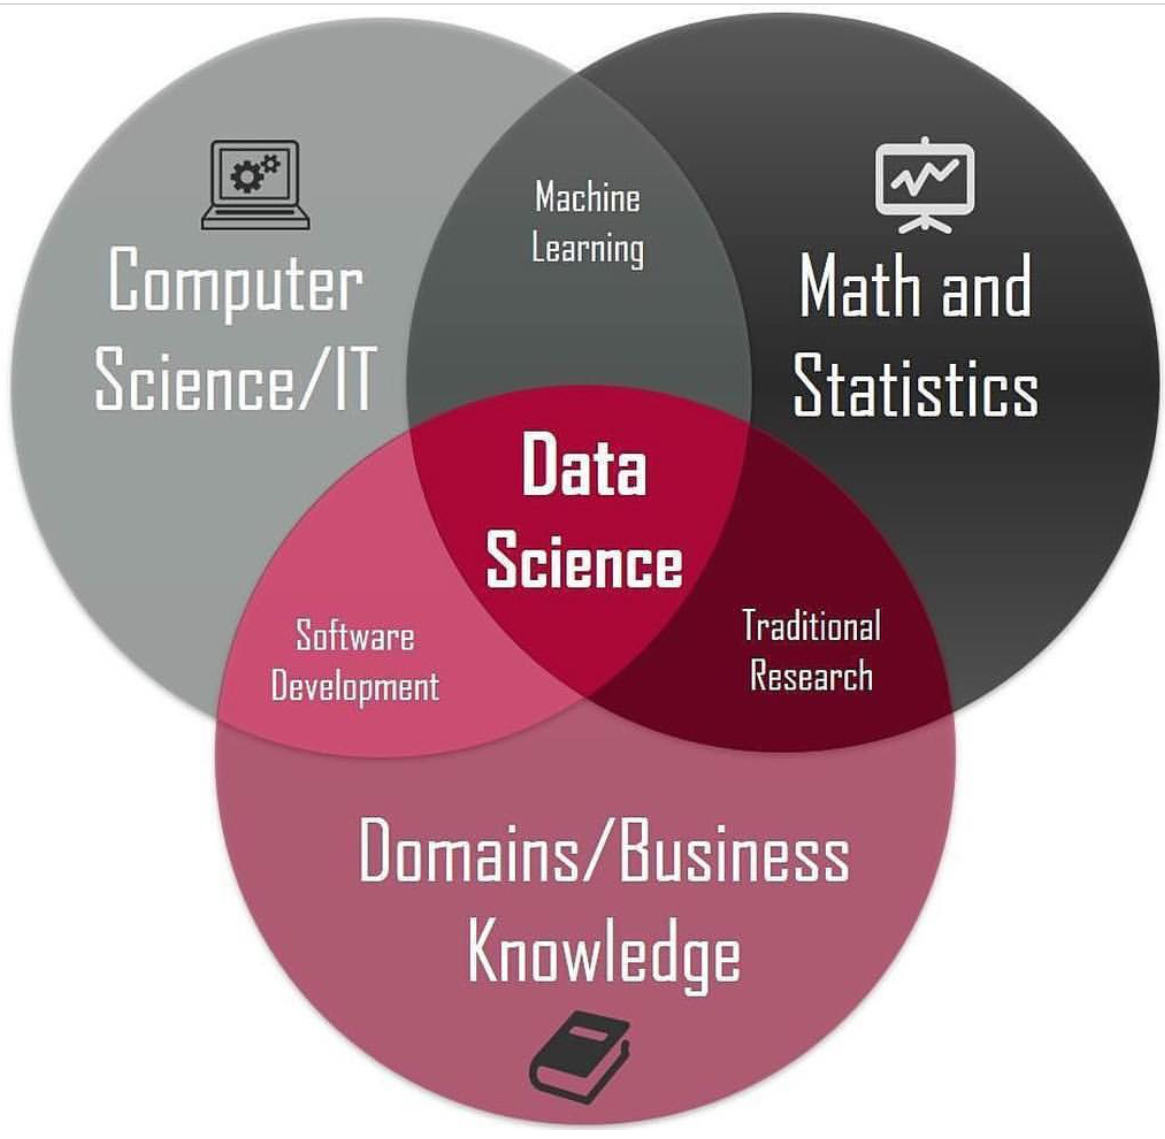 Machine
Learning
Computer
Science/IT
Math and
Statistics
Data
Science
Software
Development
Traditional
Research
Domains/Business
Knowledge